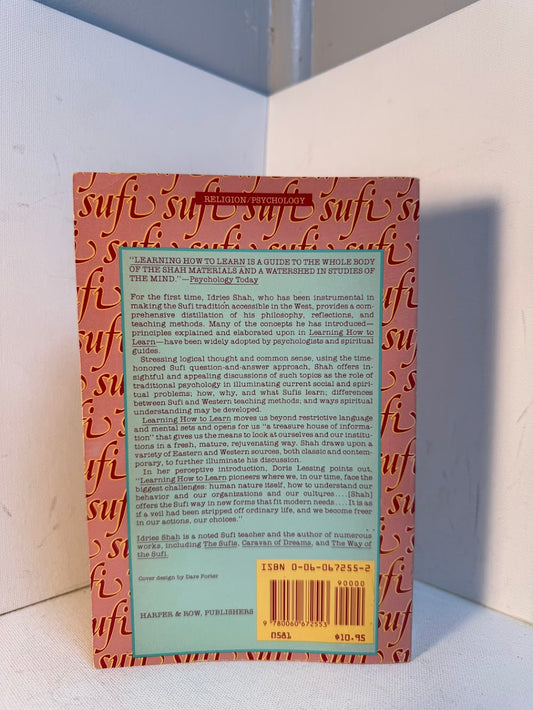 sufi sufi sufi
RELIGION/PSYCHOLOGY
"LEARNING HOW TO LEARN IS A GUIDE TO THE WHOLE BODY
OF THE SHAH MATERIALS AND A WATERSHED IN STUDIES OF
THE MIND."—Psychology Today
For the first time, Idries Shah, who has been instrumental in
making the Sufi tradition accessible in the West, provides a com-
prehensive distillation of his philosophy, reflections, and
teaching methods. Many of the concepts he has introduced—
principles explained and elaborated upon in Learning How to
Learn—have been widely adopted by psychologists and spiritual
guides.
Stressing logical thought and common sense, using the time-
honored Sufi question-and-answer approach, Shah offers in-
sightful and appealing discussions of such topics as the role of
traditional psychology in illuminating current social and spiri-
tual problems; how, why, and what Sufis learn; differences
between Sufi and Western teaching methods; and ways spiritual
understanding may be developed.
Learning How to Learn moves us beyond restrictive language
and mental sets and opens for us "a treasure house of informa-
tion" that gives us the means to look at ourselves and our institu-
tions in a fresh, mature, rejuvenating way. Shah draws upon a
variety of Eastern and Western sources, both classic and contem-
porary, to further illuminate his discussion.
In her perceptive introduction, Doris Lessing points out,
"Learning How to Learn pioneers where we, in our time, face the
biggest challenges: human nature itself, how to understand our
behavior and our organizations and our cultures....[Shah]
offers the Sufi way in new forms that fit modern needs....It is as
if a veil had been stripped off ordinary life, and we become freer
in our actions, our choices."
Idries Shah is a noted Sufi teacher and the author of numerous
works, including The Sufis, Caravan of Dreams, and The Way of
the Sufi.
Cover design by Dare Porter
HARPER & ROW, PUBLISHERS
ISBN 0-06-067255-2
90000
9 780060 672553
0581
$10.95
sufi sufi sufi